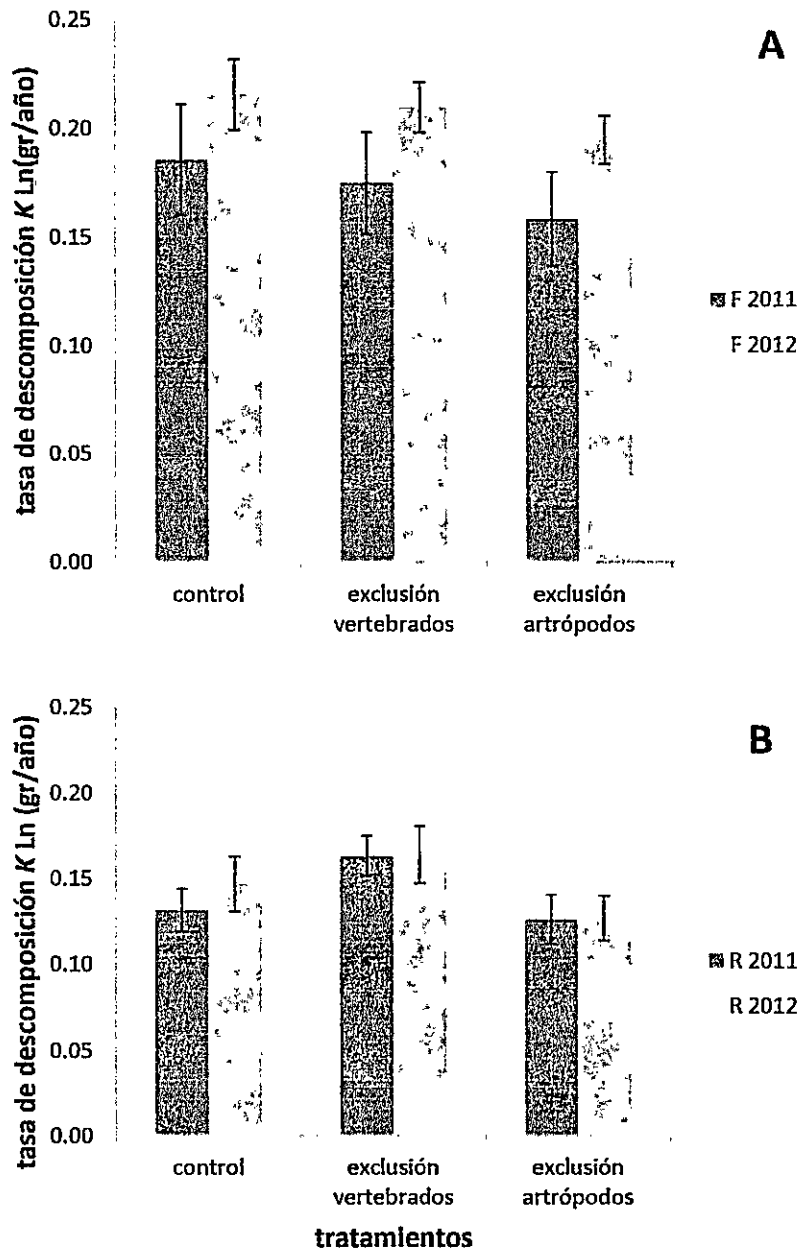 A
tasa de descomposición K Ln(gr/año)
0.25
0.20
0.15
0.10
0.05
0.00
control
exclusión
vertebrados
exclusión
artrópodos
F 2011
F 2012
B
tasa de descomposición K Ln (gr/año)
0.25
0.20
0.15
0.10
0.05
0.00
control
exclusión
vertebrados
exclusión
artrópodos
R 2011
R 2012
tratamientos